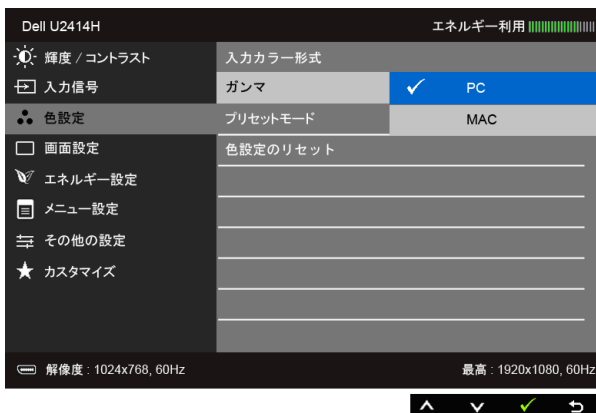 Dell U2414H エネルギー利用
輝度 / コントラスト 入力カラー形式
入力信号 ガンマ PC
色設定 プリセットモード MAC
画面設定 色設定のリセット
エネルギー設定
メニュー設定
その他の設定
カスタマイズ
解像度 : 1024x768, 60Hz 最高 : 1920x1080, 60Hz